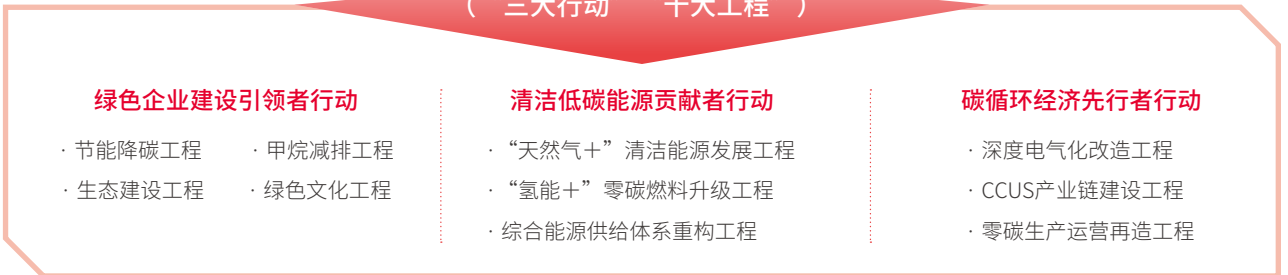 （ 三大行动 十大工程 ）
绿色企业建设引领者行动
· 节能降碳工程 · 甲烷减排工程
· 生态建设工程 · 绿色文化工程
清洁低碳能源贡献者行动
· “天然气＋”清洁能源发展工程
· “氢能＋”零碳燃料升级工程
· 综合能源供给体系重构工程
碳循环经济先行者行动
· 深度电气化改造工程
· CCUS产业链建设工程
· 零碳生产运营再造工程